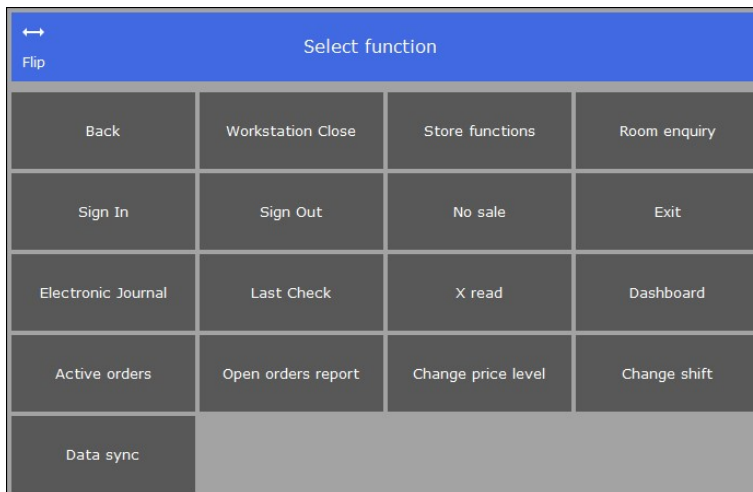 Select function
Flip
Back
Workstation Close
Store functions
Room enquiry
Sign In
Sign Out
No sale
Exit
Electronic Journal
Last Check
X read
Dashboard
Active orders
Open orders report
Change price level
Change shift
Data sync